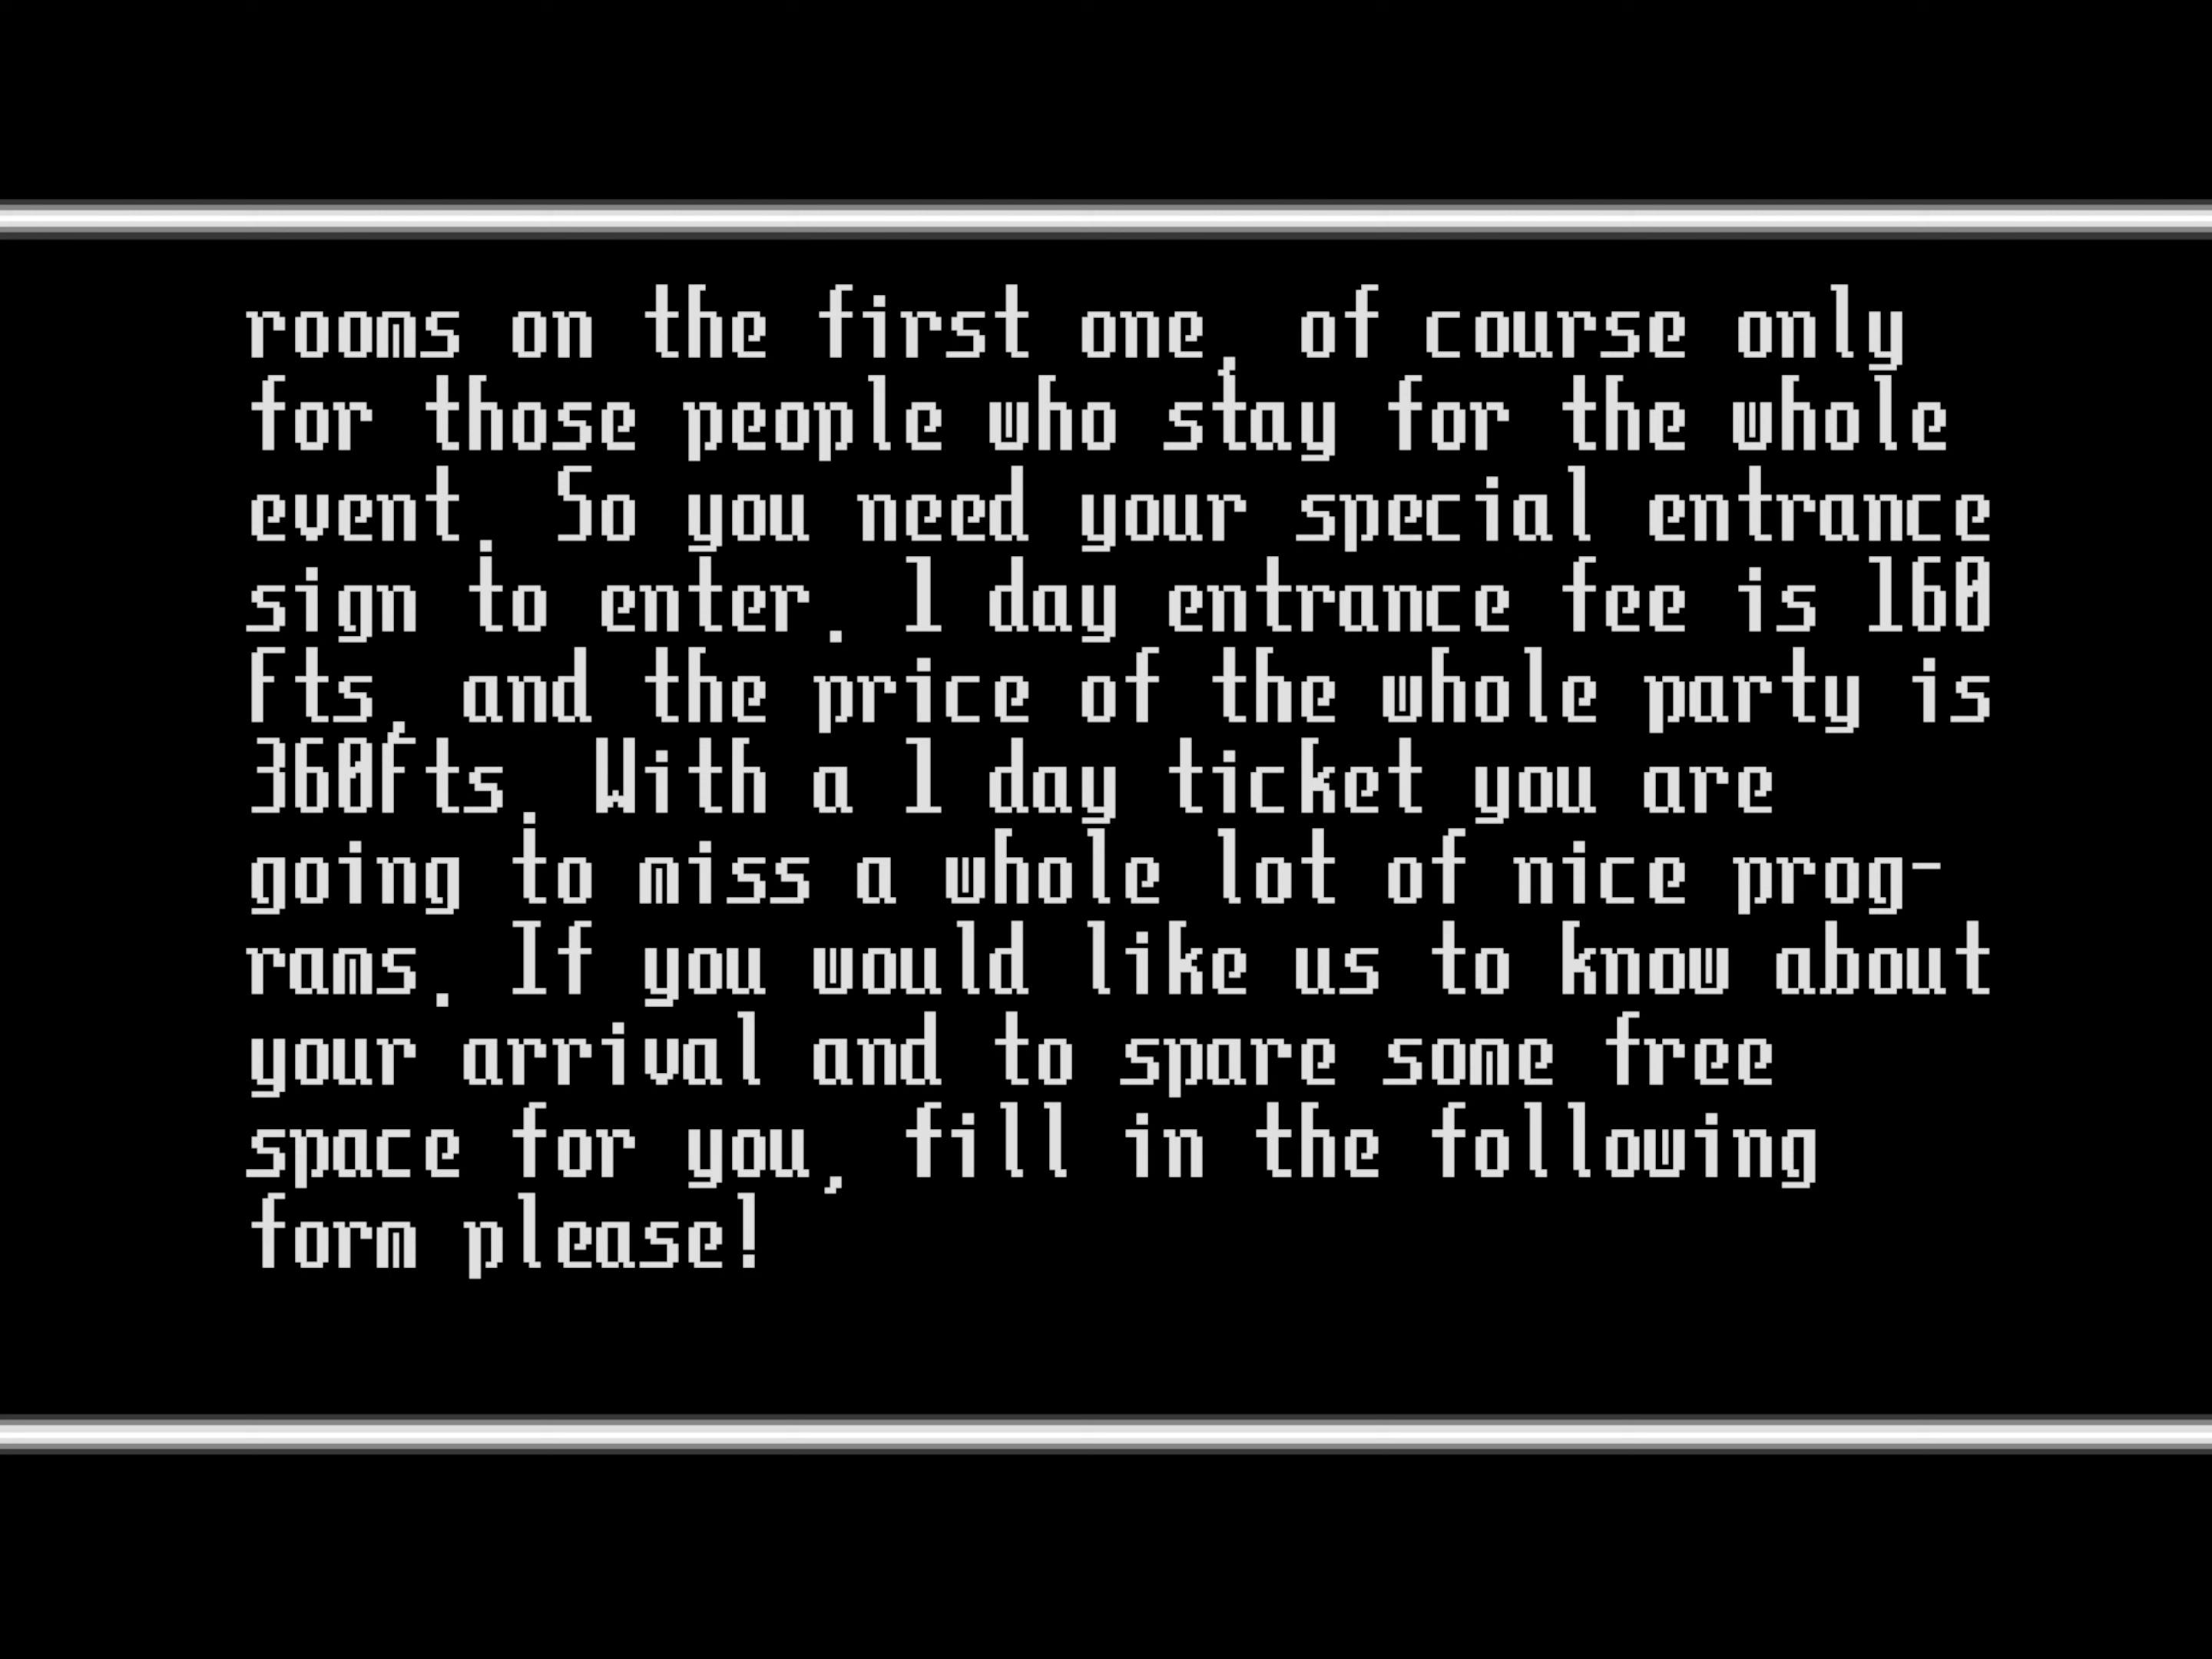 rooms on the first one, of course only
for those people who stay for the whole
event. So you need your special entrance
sign to enter. 1 day entrance fee is 160
Fts, and the price of the whole party is
360fts. With a 1 day ticket you are
going to miss a whole lot of nice prog-
rams. If you would like us to know about
your arrival and to spare some free
space for you, fill in the following
form please!